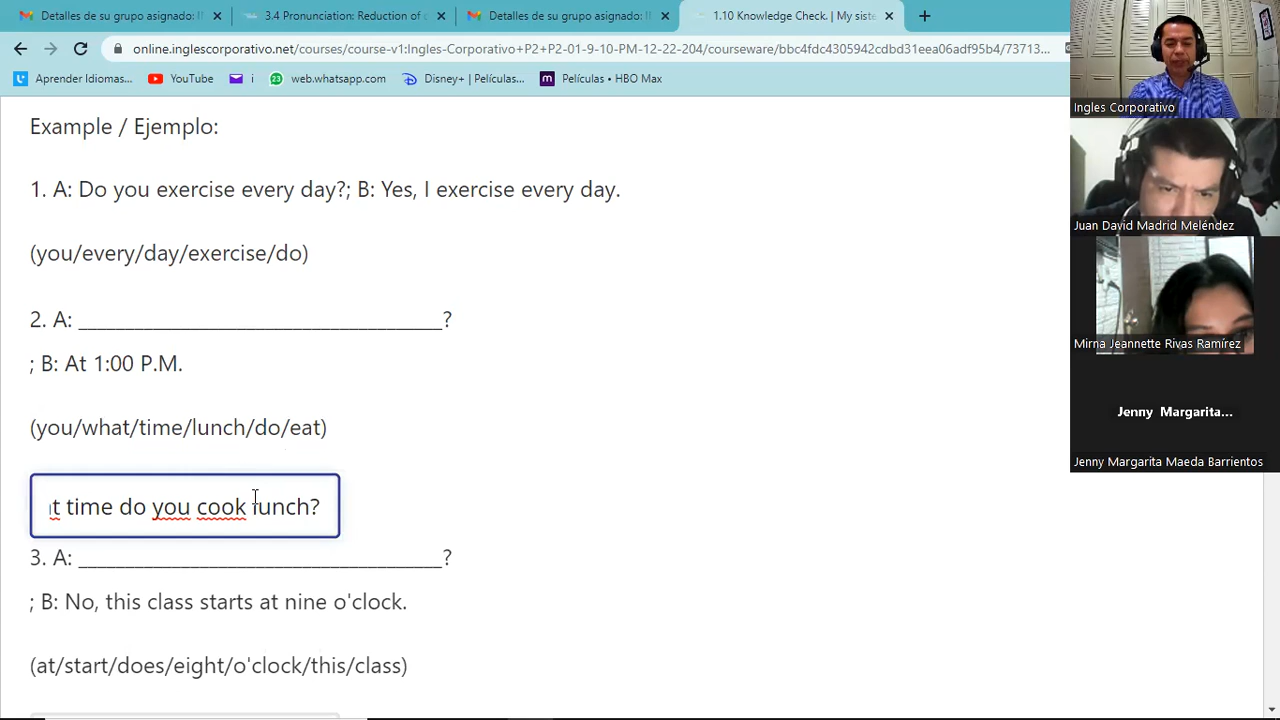 Detalles de su grupo asignado: I
3.4 Pronunciation: Reduction of
Detalles de su grupo asignado: I
1.10 Knowledge Check | My sist
online.inglescorporativo.net/courses/course-v1:Ingles-Corporativo+P2+P2-01-9-10-PM-12-22-204/courseware/
Aprender Idiomas...
YouTube
i
web.whatsapp.com
Disney+ | Películas...
Películas • HBO Max
Example / Ejemplo:
1. A: Do you exercise every day?; B: Yes, I exercise every day.
(you/every/day/exercise/do)
2. A: ___________________________________?
; B: At 1:00 P.M.
(you/what/time/lunch/do/eat)
t time do you cook lunch?
3. A: ___________________________________?
; B: No, this class starts at nine o'clock.
(at/start/does/eight/o'clock/this/class)
Ingles Corporativo
Juan David Madrid Meléndez
Mirna Jeannette Rivas Ramírez
Jenny Margarita...
Jenny Margarita Maeda Barrientos